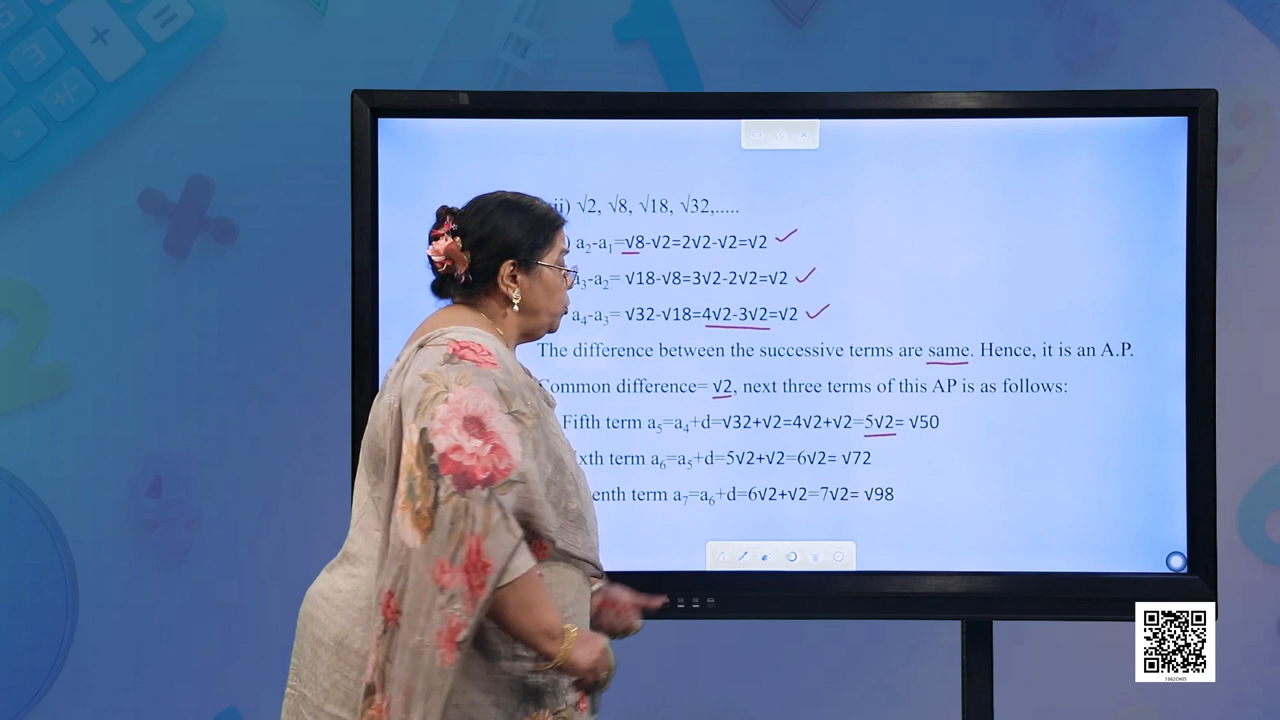 ii) √2, √8, √18, √32,.....
) a₂-a₁=√8-√2=2√2-√2=√2
a₃-a₂= √18-√8=3√2-2√2=√2
a₄-a₃= √32-√18=4√2-3√2=√2
The difference between the successive terms are same. Hence, it is an A.P.
Common difference= √2, next three terms of this AP is as follows:
Fifth term a₅=a₄+d=√32+√2=4√2+√2=5√2= √50
ixth term a₆=a₅+d=5√2+√2=6√2= √72
enth term a₇=a₆+d=6√2+√2=7√2= √98
1062CH05